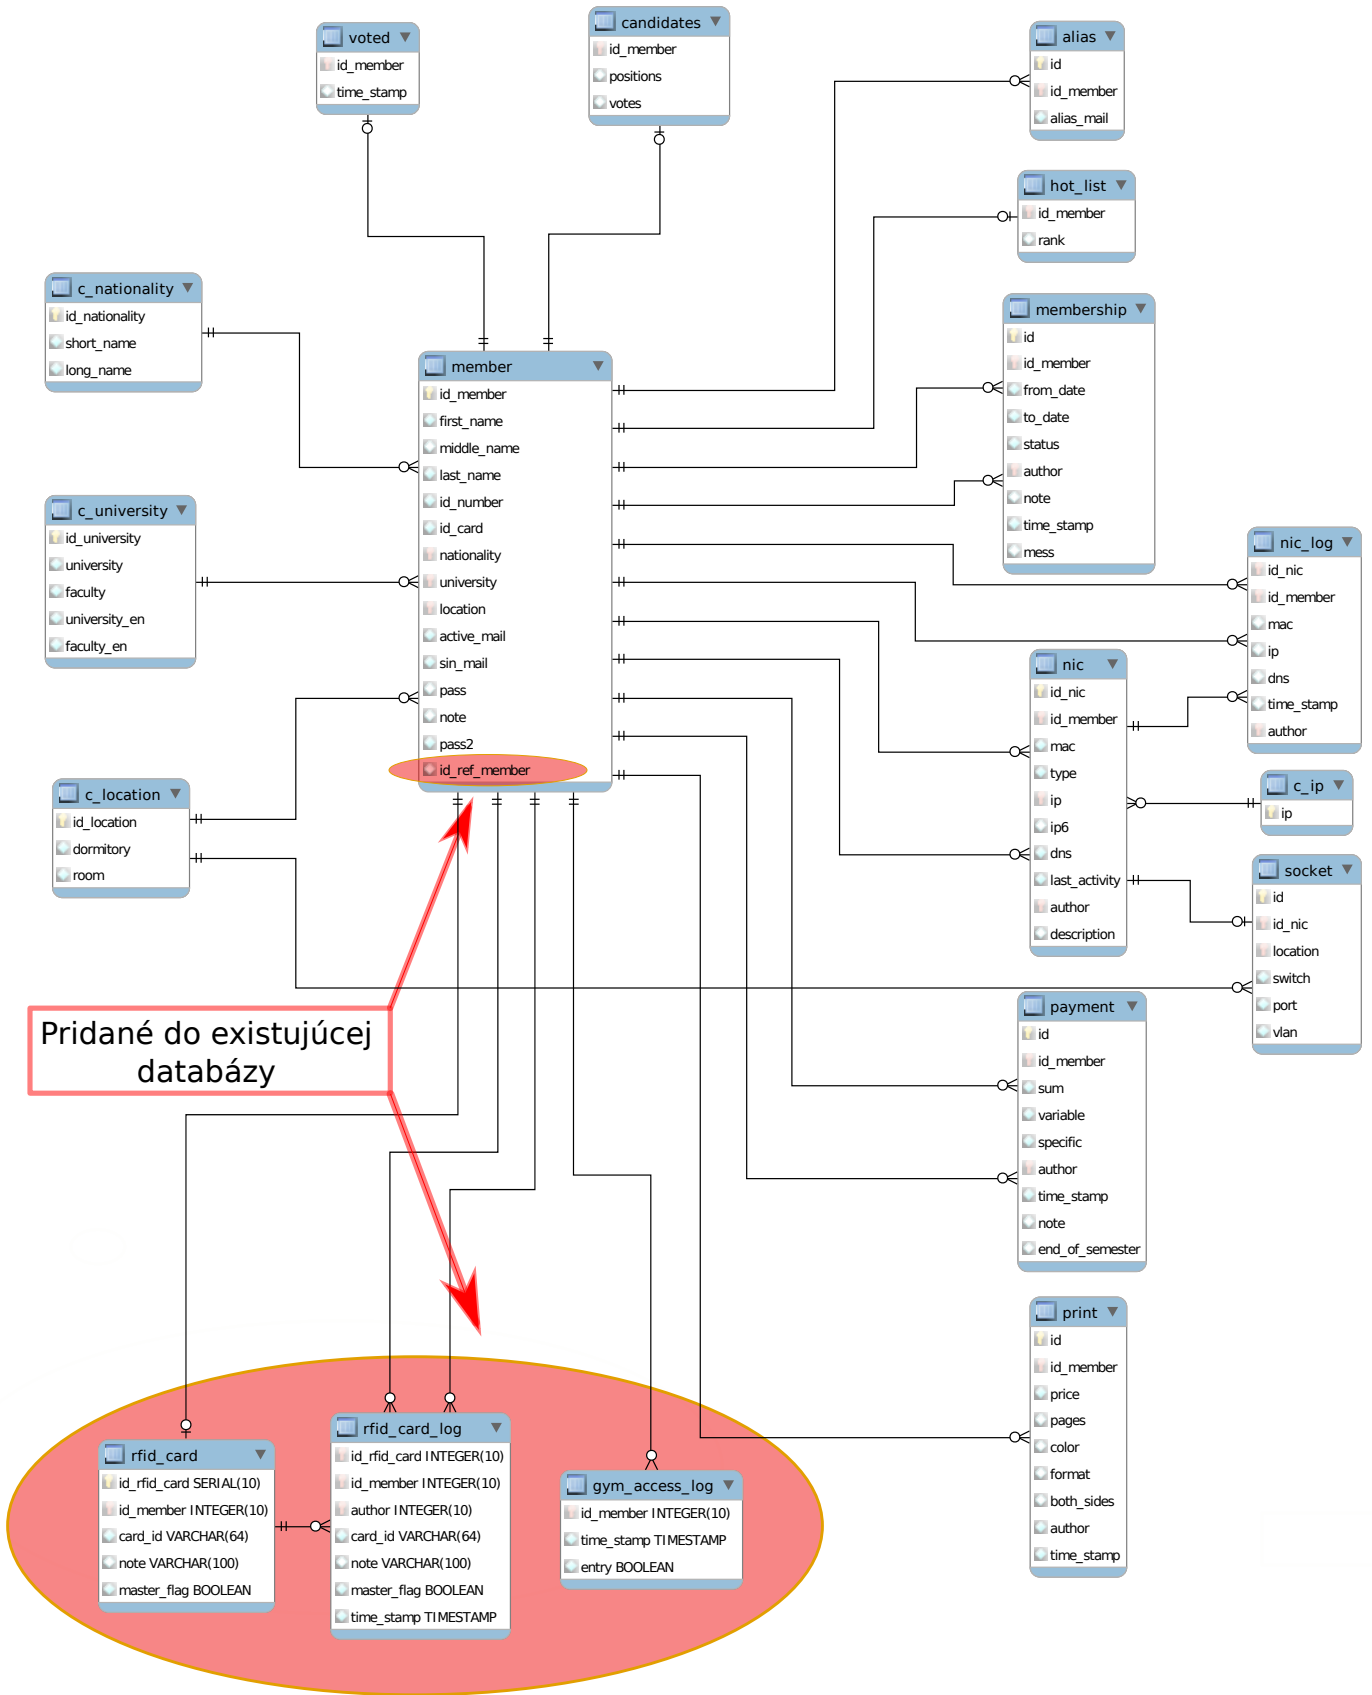 voted
id_member
time_stamp
candidates
id_member
positions
votes
alias
id
id_member
alias_mail
hot_list
id_member
rank
c_nationality
id_nationality
short_name
long_name
member
id_member
first_name
middle_name
last_name
id_number
id_card
nationality
university
location
active_mail
sin_mail
pass
note
pass2
id_ref_member
membership
id
id_member
from_date
to_date
status
author
note
time_stamp
mess
c_university
id_university
university
faculty
university_en
faculty_en
nic_log
id_nic
id_member
mac
ip
dns
time_stamp
author
nic
id_nic
id_member
mac
type
ip
ip6
dns
last_activity
author
description
c_location
id_location
dormitory
room
c_ip
ip
socket
id
id_nic
location
switch
port
vlan
Pridané do existujúcej
databázy
payment
id
id_member
sum
variable
specific
author
time_stamp
note
end_of_semester
print
id
id_member
price
pages
color
format
both_sides
author
time_stamp
rfid_card
id_rfid_card SERIAL(10)
id_member INTEGER(10)
card_id VARCHAR(64)
note VARCHAR(100)
master_flag BOOLEAN
rfid_card_log
id_rfid_card INTEGER(10)
id_member INTEGER(10)
author INTEGER(10)
card_id VARCHAR(64)
note VARCHAR(100)
master_flag BOOLEAN
time_stamp TIMESTAMP
gym_access_log
id_member INTEGER(10)
time_stamp TIMESTAMP
entry BOOLEAN